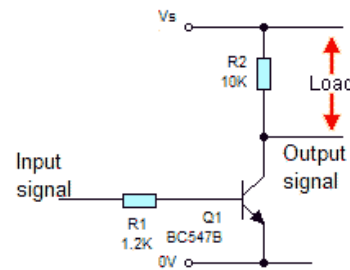 Vs
R2
10K
Load
Input
signal
Output
signal
R1
1.2K
Q1
BC547B
0V